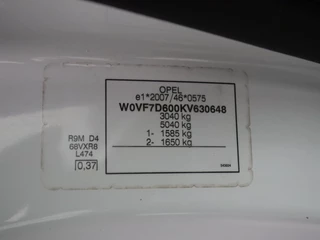 OPEL
e1*2007/46*0575
W0VF7D600KV630648
3040 kg
5040 kg
1- 1585 kg
2- 1650 kg
R9M D4
68VXR8
L474
0,37